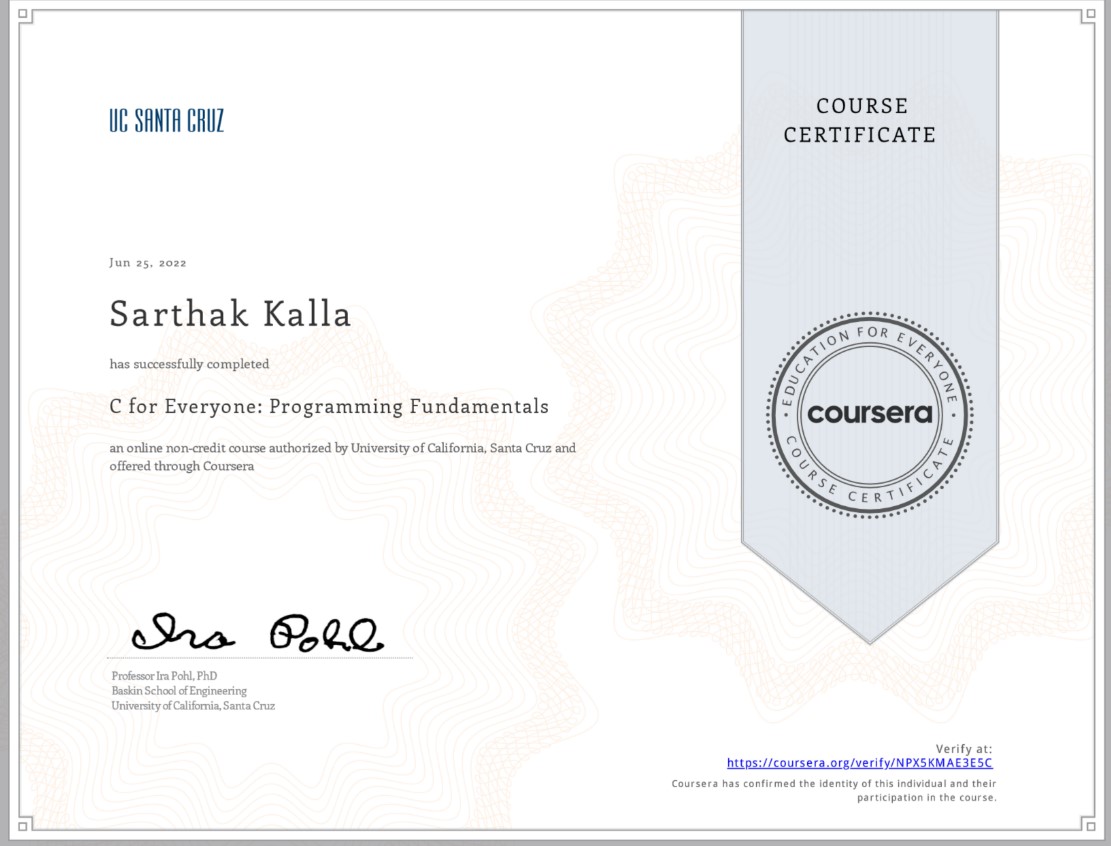 UC SANTA CRUZ
COURSE
CERTIFICATE
Jun 25, 2022
Sarthak Kalla
has successfully completed
C for Everyone: Programming Fundamentals
an online non-credit course authorized by University of California, Santa Cruz and
offered through Coursera
EDUCATION FOR EVERYONE
coursera
COURSE CERTIFICATE
Ira Pohl
Professor Ira Pohl, PhD
Baskin School of Engineering
University of California, Santa Cruz
Verify at:
https://coursera.org/verify/NPX5KMAE3E5C
Coursera has confirmed the identity of this individual and their
participation in the course.